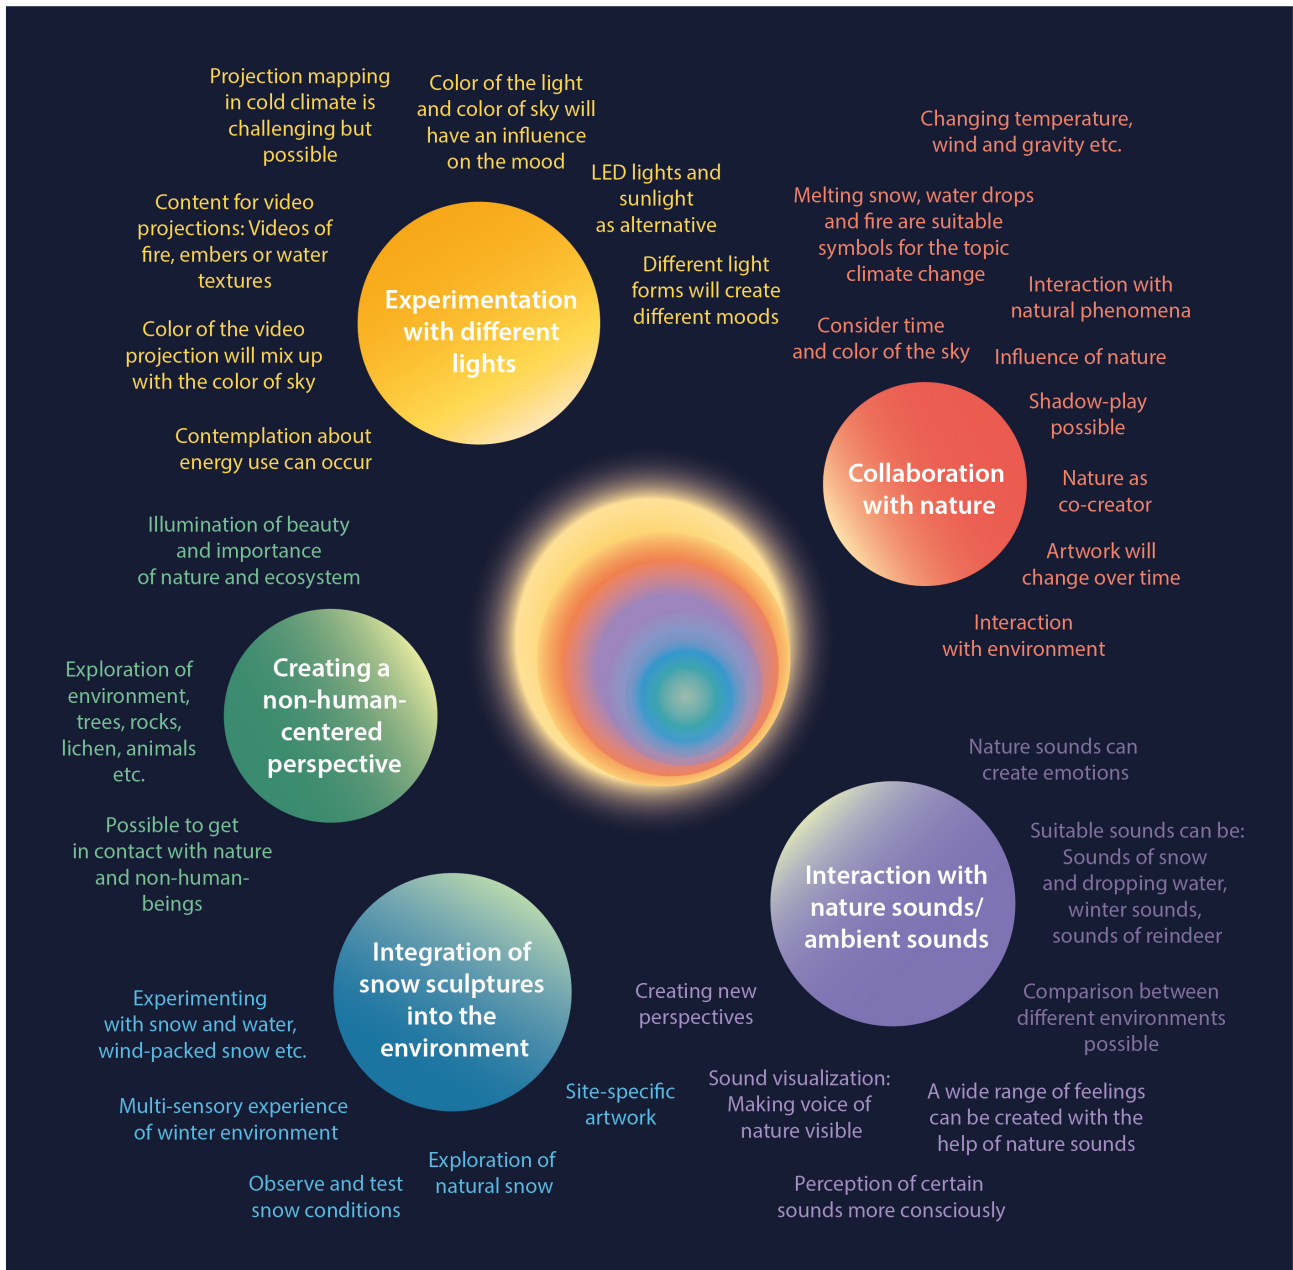 Projection mapping
in cold climate is
challenging but
possible
Color of the light
and color of sky will
have an influence
on the mood
LED lights and
sunlight
as alternative
Content for video
projections: Videos of
fire, embers or water
textures
Different light
forms will create
different moods
Color of the video
projection will mix up
with the color of sky
Contemplation about
energy use can occur
Experimentation
with different
lights
Changing temperature,
wind and gravity etc.
Melting snow, water drops
and fire are suitable
symbols for the topic
climate change
Interaction with
natural phenomena
Consider time
and color of the sky
Influence of nature
Shadow-play
possible
Collaboration
with nature
Nature as
co-creator
Artwork will
change over time
Interaction
with environment
Illumination of beauty
and importance
of nature and ecosystem
Creating a
non-human-
centered
perspective
Exploration of
environment,
trees, rocks,
lichen, animals
etc.
Possible to get
in contact with nature
and non-human-
beings
Nature sounds can
create emotions
Interaction with
nature sounds/
ambient sounds
Suitable sounds can be:
Sounds of snow
and dropping water,
winter sounds,
sounds of reindeer
Creating new
perspectives
Comparison between
different environments
possible
Sound visualization:
Making voice of
nature visible
A wide range of feelings
can be created with the
help of nature sounds
Perception of certain
sounds more consciously
Integration of
snow sculptures
into the
environment
Experimenting
with snow and water,
wind-packed snow etc.
Multi-sensory experience
of winter environment
Site-specific
artwork
Exploration of
natural snow
Observe and test
snow conditions